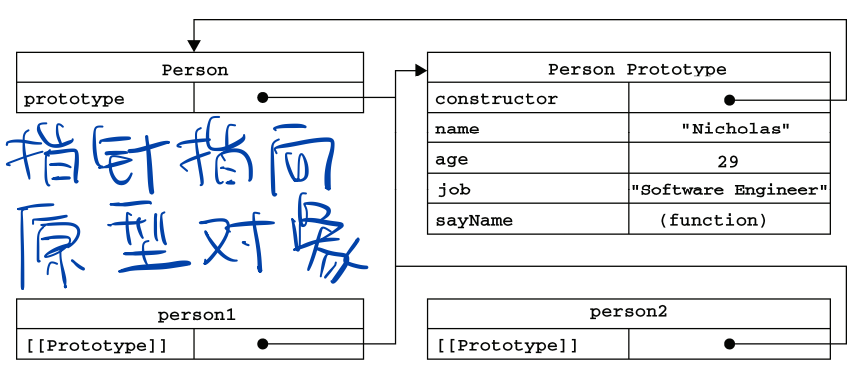 Person
prototype
Person Prototype
constructor
name "Nicholas"
age 29
job "Software Engineer"
sayName (function)
指针指向
原型对象
person1
[[Prototype]]
person2
[[Prototype]]